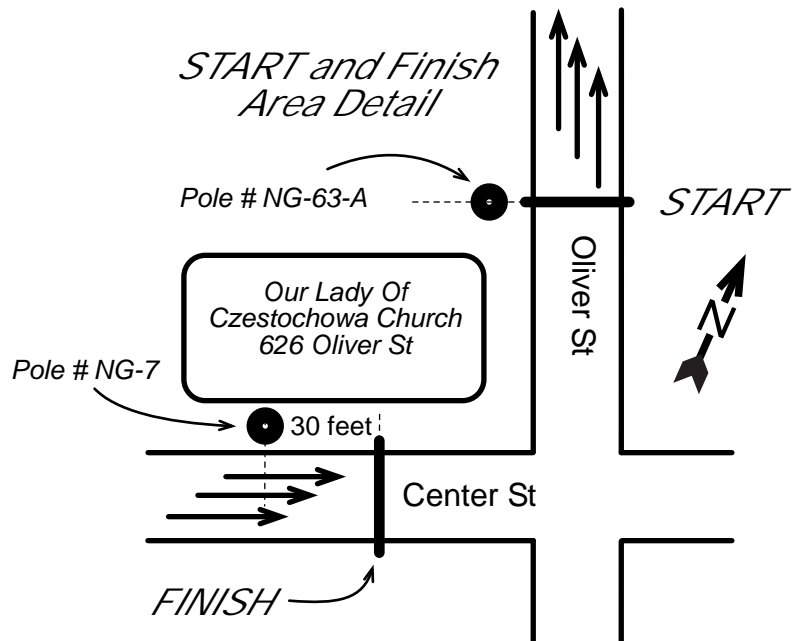 START and Finish
Area Detail
Pole # NG-63-A
START
Oliver St
Our Lady Of
Czestochowa Church
626 Oliver St
N
Pole # NG-7
30 feet
Center St
FINISH